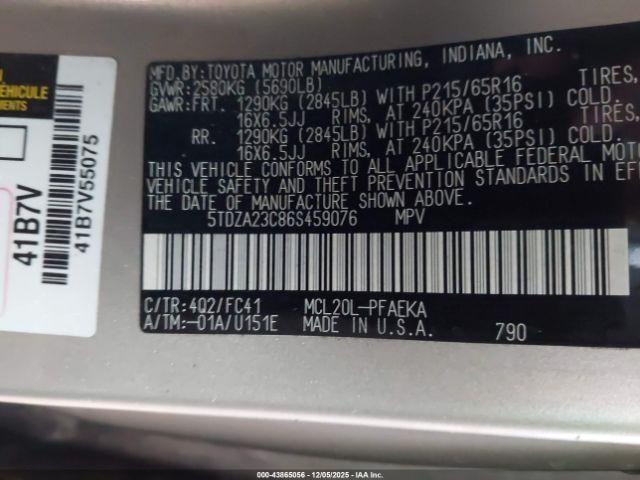 MFD. BY: TOYOTA MOTOR MANUFACTURING, INDIANA, INC.
GVWR: 2580KG (5690LB)
GAWR: FRT. 1290KG (2845LB) WITH P215/65R16 TIRES,
16X6.5JJ RIMS, AT 240KPA (35PSI) COLD.
RR. 1290KG (2845LB) WITH P215/65R16 TIRES,
16X6.5JJ RIMS, AT 240KPA (35PSI) COLD.
THIS VEHICLE CONFORMS TO ALL APPLICABLE FEDERAL MOTO
VEHICLE SAFETY AND THEFT PREVENTION STANDARDS IN EFF
THE DATE OF MANUFACTURE SHOWN ABOVE.
5TDZA23C86S459076 MPV
C/TR: 4Q2/FC41 MCL20L-PFAEKA
A/TM: -01A/U151E MADE IN U.S.A. 790
VEHICULE
EMENTS
41B7V
41B7V55075
000-43865056 - 12/05/2025 - IAA, Inc.